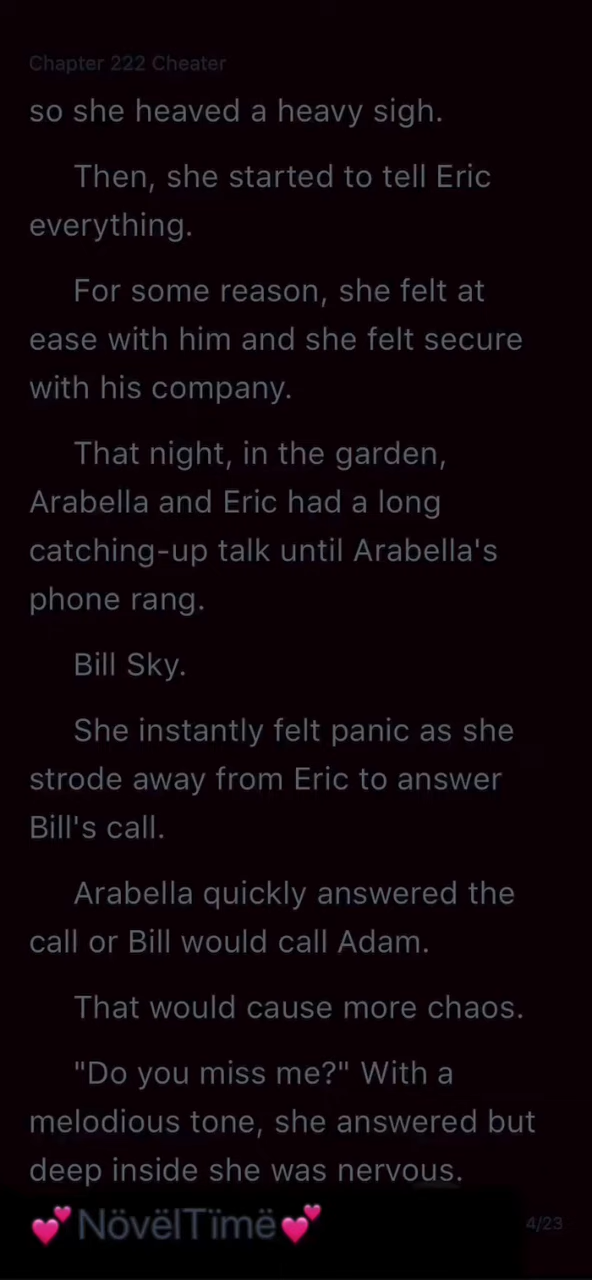 Chapter 222 Cheater
so she heaved a heavy sigh.
Then, she started to tell Eric
everything.
For some reason, she felt at
ease with him and she felt secure
with his company.
That night, in the garden,
Arabella and Eric had a long
catching-up talk until Arabella's
phone rang.
Bill Sky.
She instantly felt panic as she
strode away from Eric to answer
Bill's call.
Arabella quickly answered the
call or Bill would call Adam.
That would cause more chaos.
"Do you miss me?" With a
melodious tone, she answered but
deep inside she was nervous.
💕NövëlTïmë💕
4/23